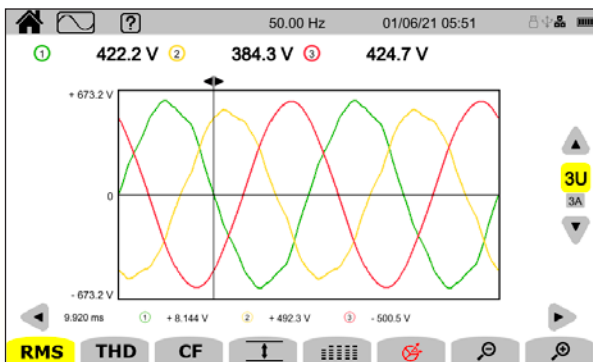 ? 50.00 Hz 01/06/21 05:51
1 422.2 V 2 384.3 V 3 424.7 V
+ 673.2 V
0
- 673.2 V
3U
3A
9.920 ms 1 + 8.144 V 2 + 492.3 V 3 - 500.5 V
RMS THD CF